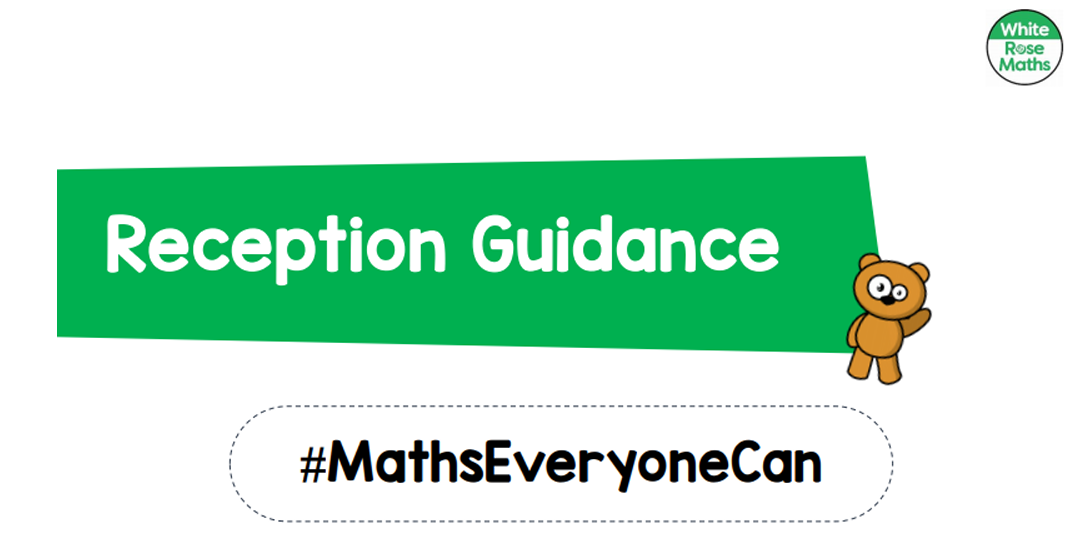 White
Rose
Maths
Reception Guidance
#MathsEveryoneCan